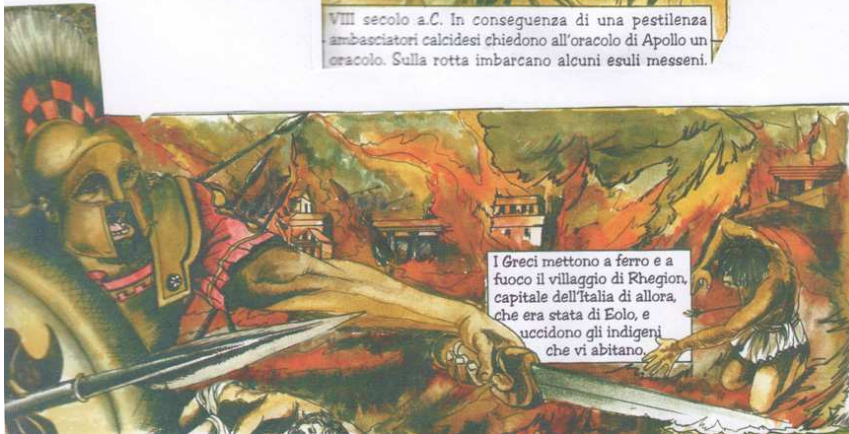 VIII secolo a.C. In conseguenza di una pestilenza
ambasciatori calcidesi chiedono all'oracolo di Apollo un
oracolo. Sulla rotta imbarcano alcuni esuli messeni.
I Greci mettono a ferro e a
fuoco il villaggio di Rhegion,
capitale dell'Italia di allora,
che era stata di Eolo, e
uccidono gli indigeni
che vi abitano.